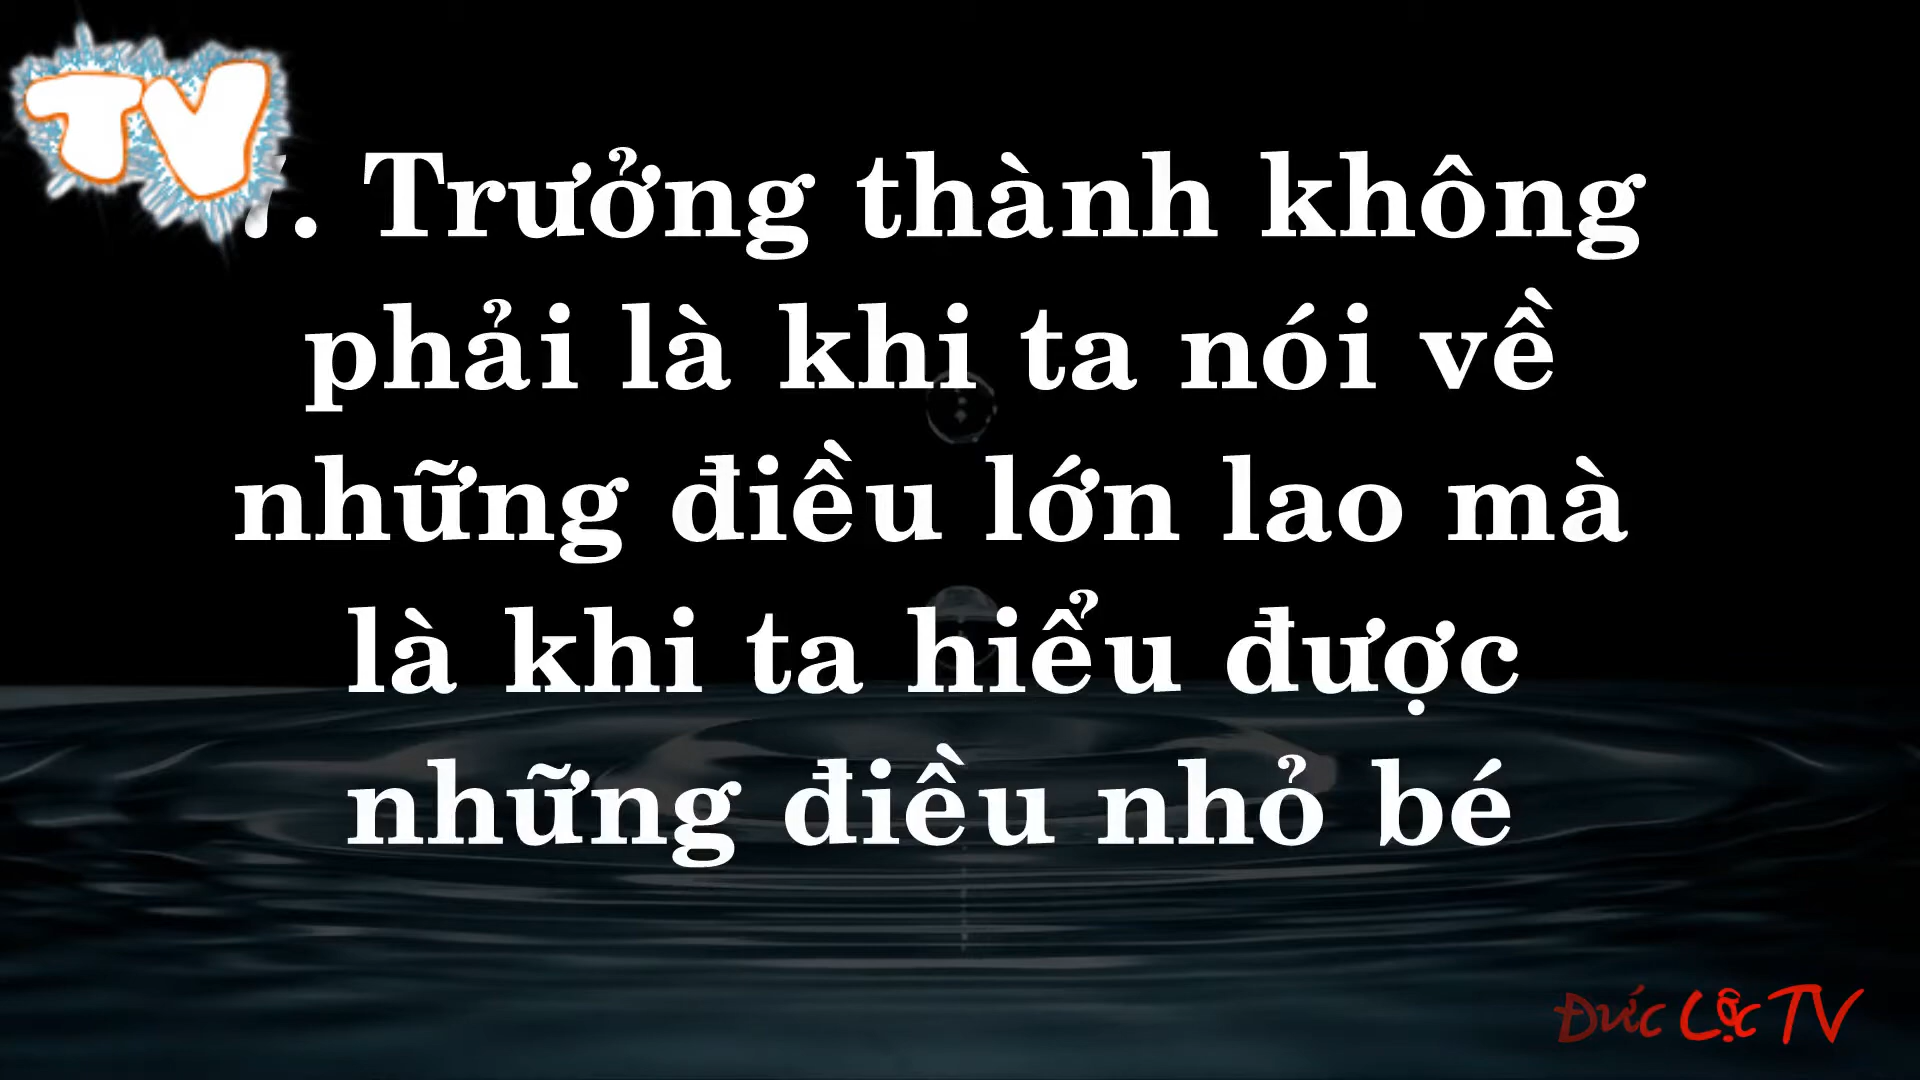 TV
7. Trưởng thành không
phải là khi ta nói về
những điều lớn lao mà
là khi ta hiểu được
những điều nhỏ bé
Đức Lộc TV